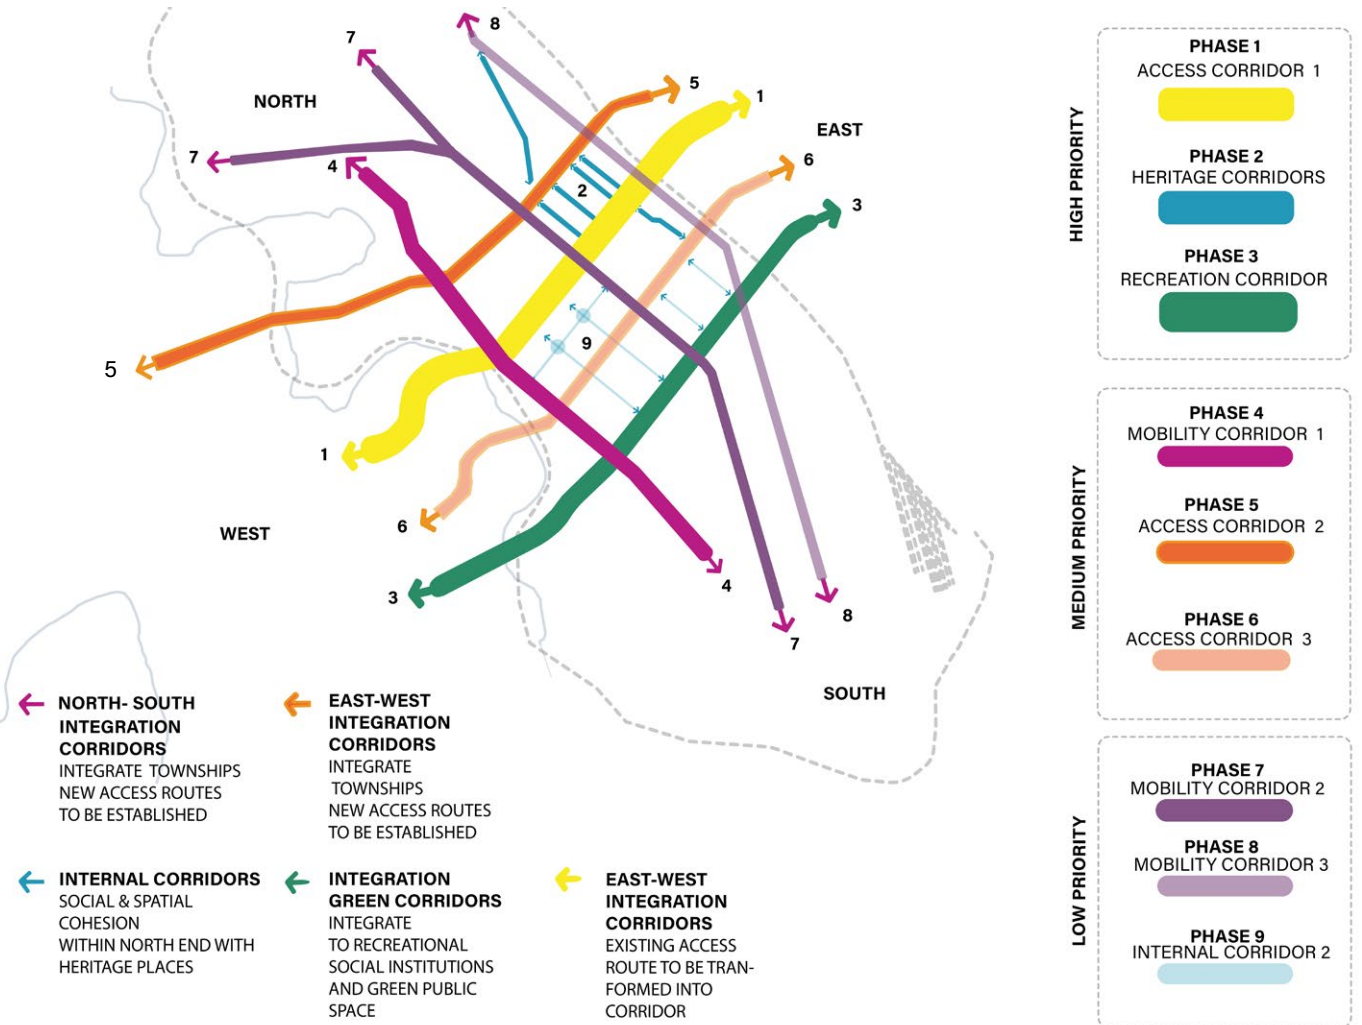 8
7
5
1
NORTH
EAST
7
4
6
2
3
9
5
1
6
WEST
3
4
8
7
SOUTH
NORTH- SOUTH
INTEGRATION
CORRIDORS
INTEGRATE TOWNSHIPS
NEW ACCESS ROUTES
TO BE ESTABLISHED
EAST-WEST
INTEGRATION
CORRIDORS
INTEGRATE
TOWNSHIPS
NEW ACCESS ROUTES
TO BE ESTABLISHED
INTERNAL CORRIDORS
SOCIAL & SPATIAL
COHESION
WITHIN NORTH END WITH
HERITAGE PLACES
INTEGRATION
GREEN CORRIDORS
INTEGRATE
TO RECREATIONAL
SOCIAL INSTITUTIONS
AND GREEN PUBLIC
SPACE
EAST-WEST
INTEGRATION
CORRIDORS
EXISTING ACCESS
ROUTE TO BE TRAN-
FORMED INTO
CORRIDOR
HIGH PRIORITY
PHASE 1
ACCESS CORRIDOR 1
PHASE 2
HERITAGE CORRIDORS
PHASE 3
RECREATION CORRIDOR
MEDIUM PRIORITY
PHASE 4
MOBILITY CORRIDOR 1
PHASE 5
ACCESS CORRIDOR 2
PHASE 6
ACCESS CORRIDOR 3
LOW PRIORITY
PHASE 7
MOBILITY CORRIDOR 2
PHASE 8
MOBILITY CORRIDOR 3
PHASE 9
INTERNAL CORRIDOR 2